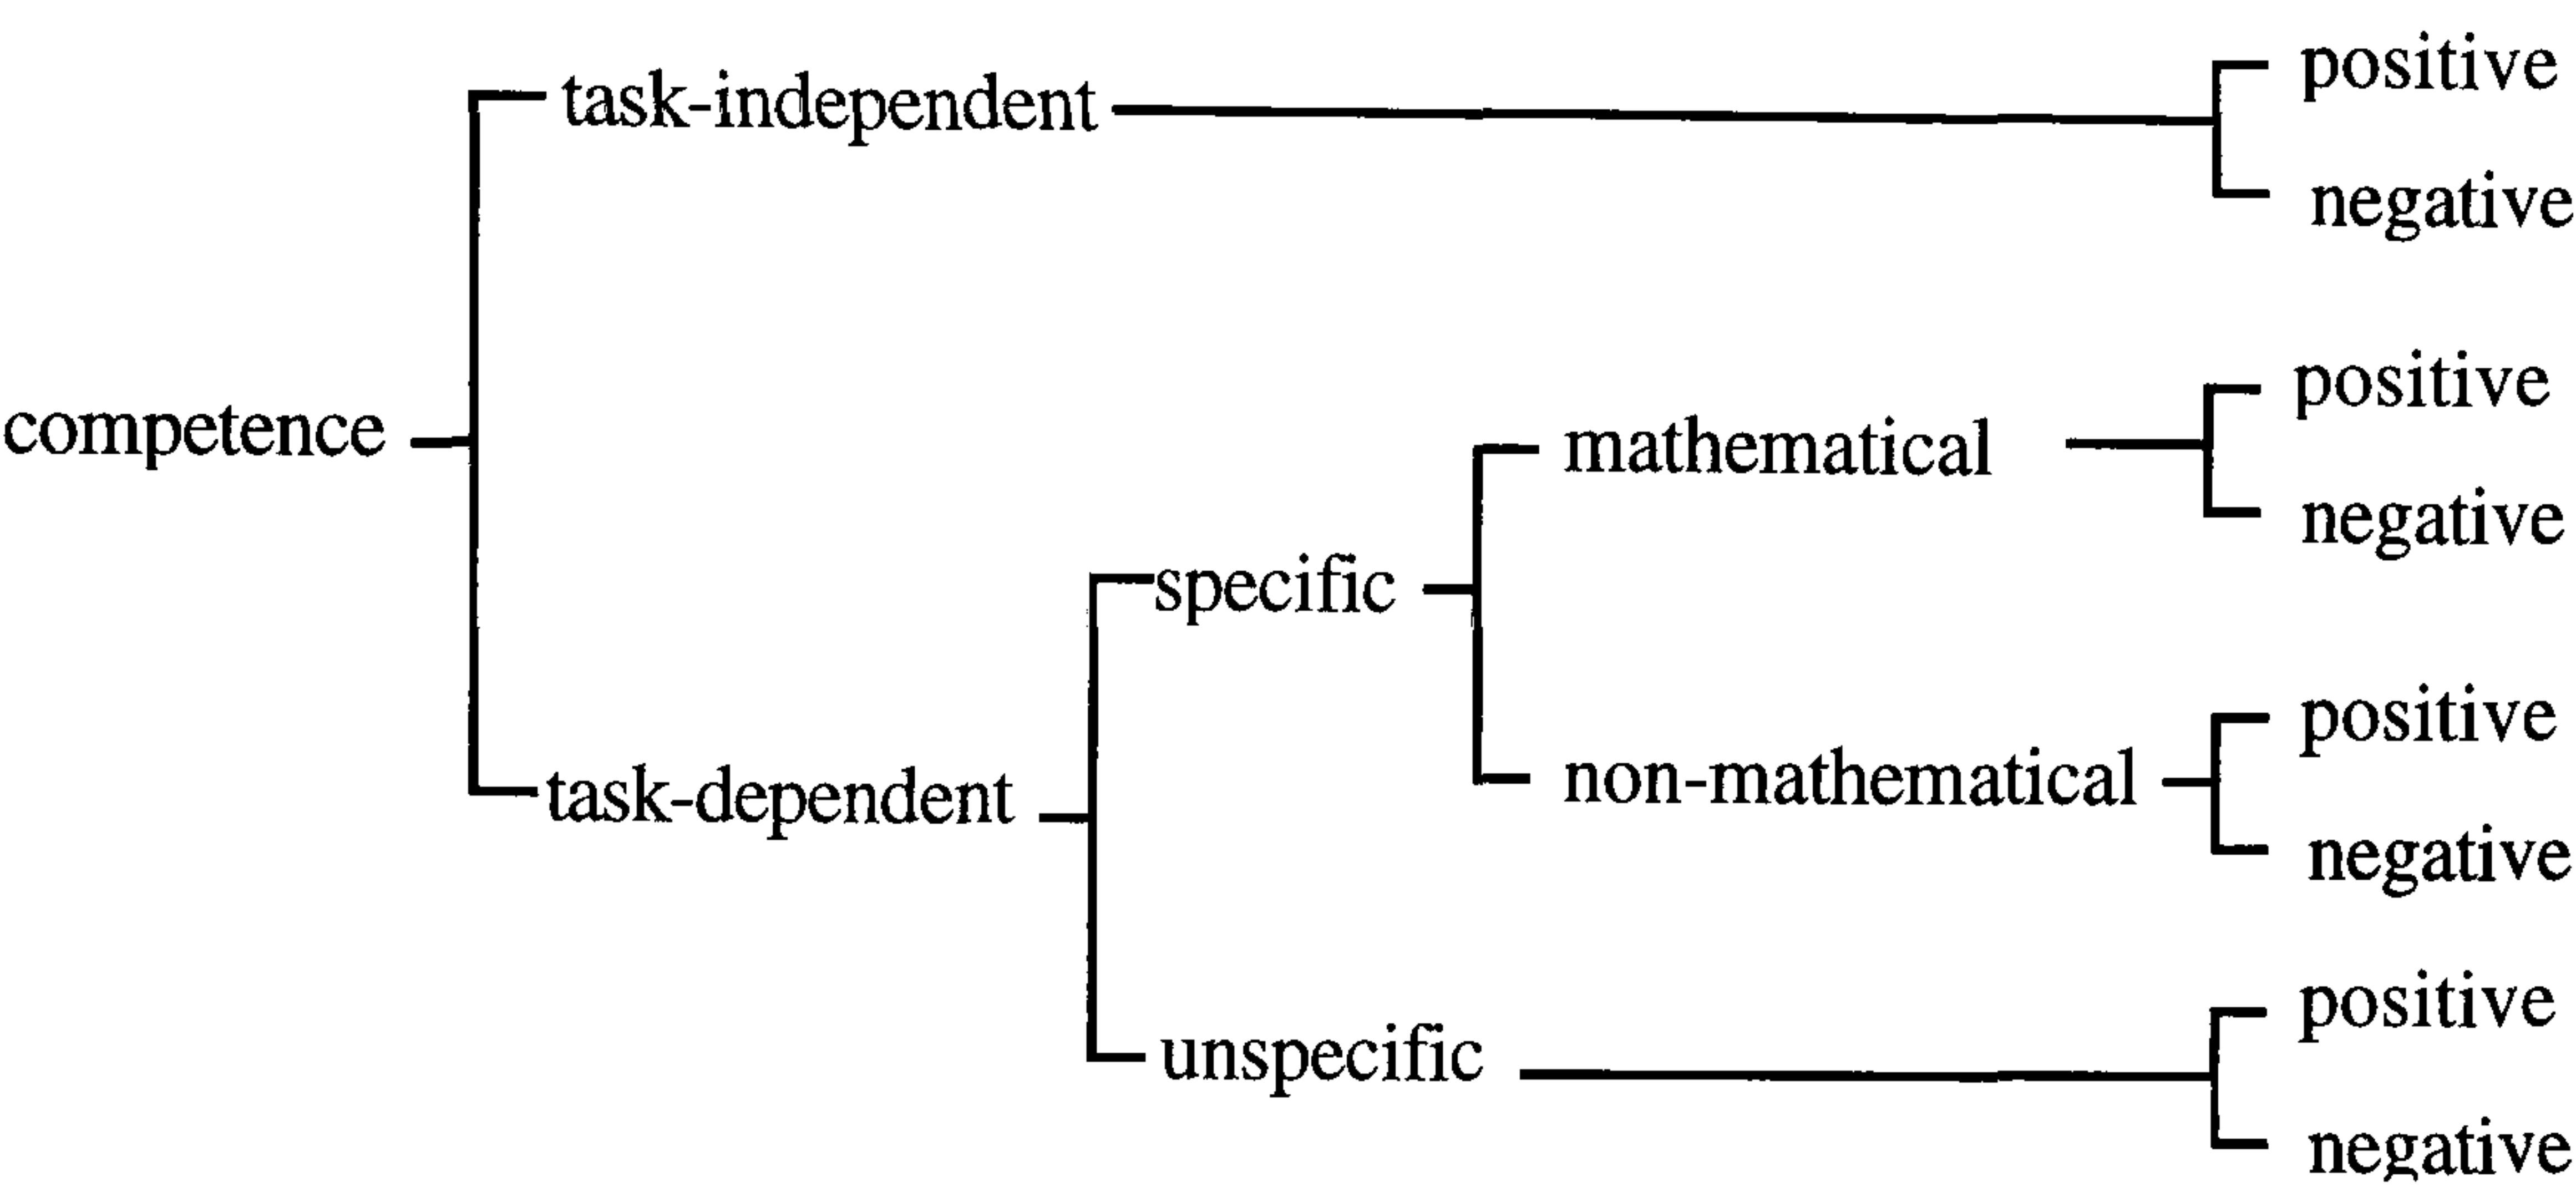 positive
task-independent
negative
positive
competence
mathematical
negative
specific
positive
non-mathematical
task-dependent
negative
positive
unspecific
negative